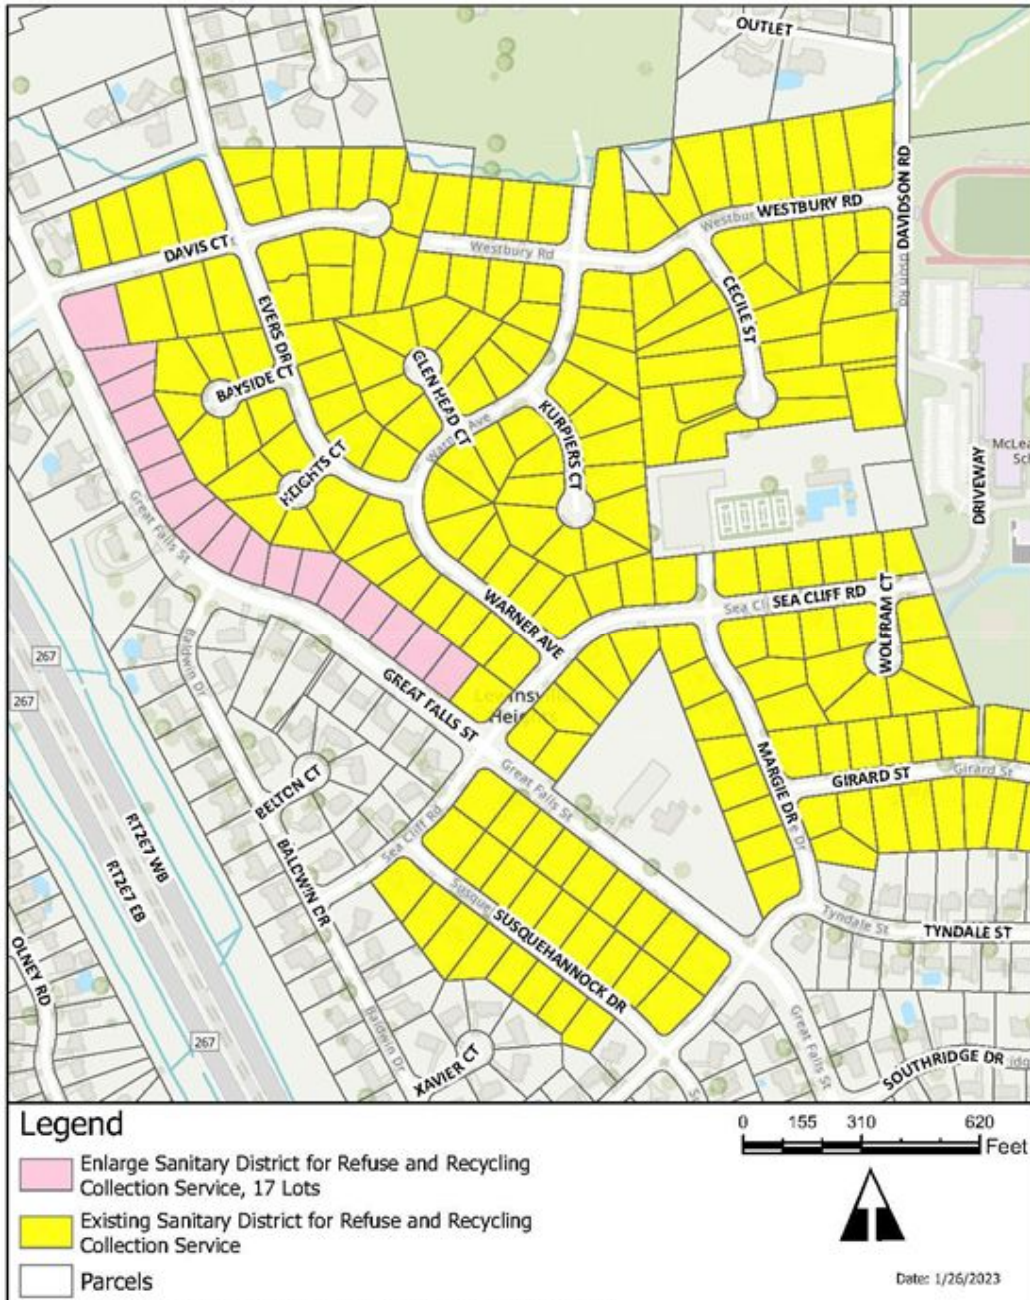 OUTLET
DAVIDSON RD
WESTBURY RD
Westbury Rd
DAVIS CT
CECILE ST
EVERS DR
GLEN HEAD CT
BAYSIDE CT
KURPIERS CT
HEIGHTS CT
DRIVEWAY
Great Falls St
WARNER AVE
SEA CLIFF RD
WOLFRAM CT
Baldwin Dr
267
267
GREAT FALLS ST
MARGIE DR
GIRARD ST
Girard St
Great Falls St
BELTON CT
Sea Cliff Rd
RT267 WB
RT267 EB
BALDWIN DR
SUSQUEHANNOCK DR
Tyndale St
TYNDALE ST
OLNEY RD
267
Baldwin Dr
XAVIER CT
Great Falls St
SOUTHRIDGE DR
Legend
Enlarge Sanitary District for Refuse and Recycling
Collection Service, 17 Lots
Existing Sanitary District for Refuse and Recycling
Collection Service
Parcels
0 155 310 620
Feet
Date: 1/26/2023